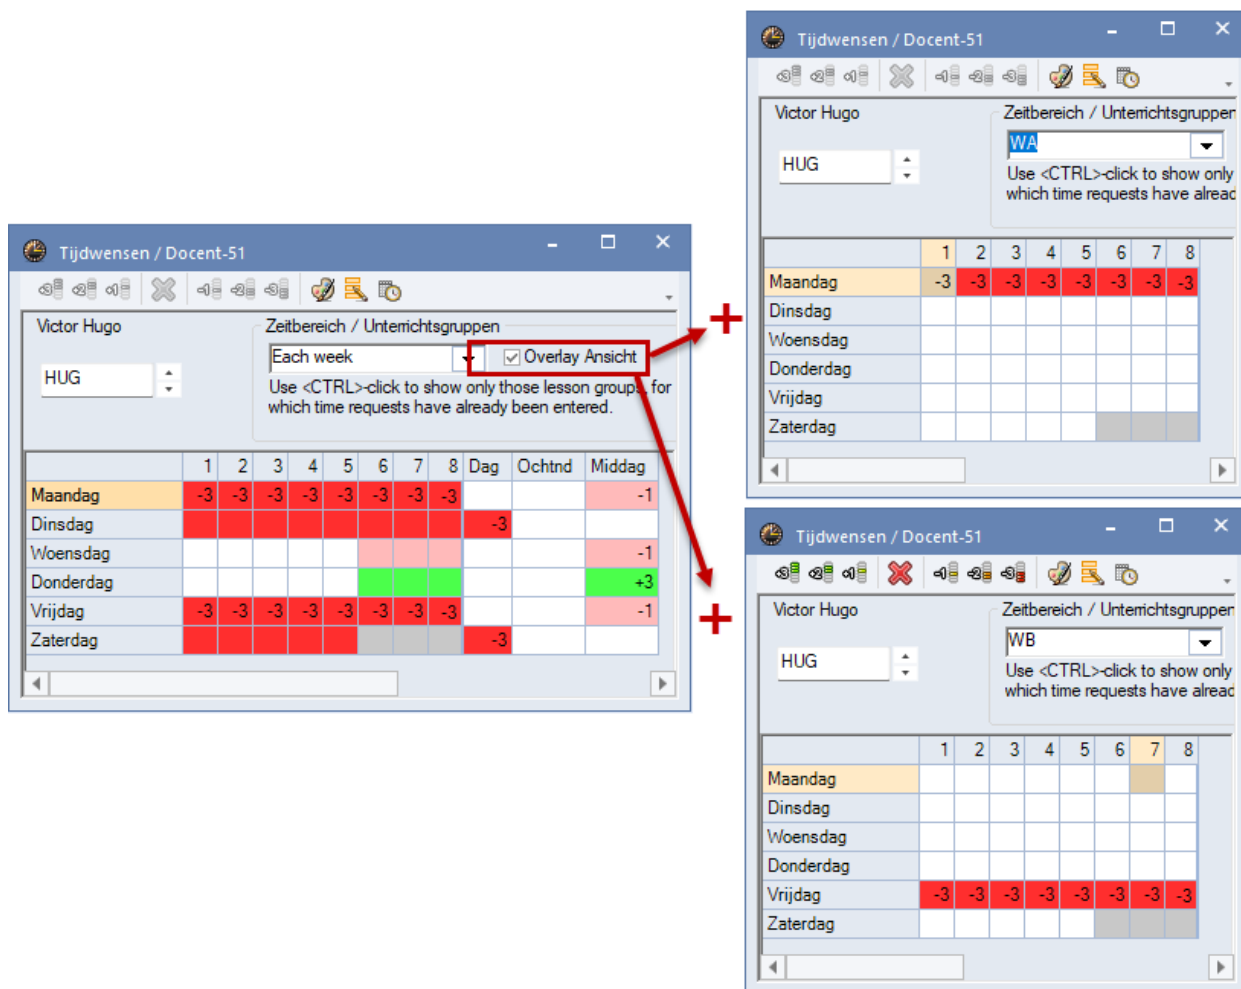 Tijdwensen / Docent-51
Victor Hugo
Zeitbereich / Unterrichtsgruppen
WA
HUG
Use <CTRL>-click to show only
which time requests have alread
1 2 3 4 5 6 7 8
Maandag -3 -3 -3 -3 -3 -3 -3 -3
Dinsdag
Woensdag
Donderdag
Vrijdag
Zaterdag
Tijdwensen / Docent-51
Victor Hugo
Zeitbereich / Unterrichtsgruppen
Each week Overlay Ansicht
HUG
Use <CTRL>-click to show only those lesson groups, for
which time requests have already been entered.
1 2 3 4 5 6 7 8 Dag Ochtnd Middag
Maandag -3 -3 -3 -3 -3 -3 -3 -3 -1
Dinsdag -3
Woensdag -1
Donderdag +3
Vrijdag -3 -3 -3 -3 -3 -3 -3 -3 -1
Zaterdag -3
+
+
Tijdwensen / Docent-51
Victor Hugo
Zeitbereich / Unterrichtsgruppen
WB
HUG
Use <CTRL>-click to show only
which time requests have alread
1 2 3 4 5 6 7 8
Maandag
Dinsdag
Woensdag
Donderdag
Vrijdag -3 -3 -3 -3 -3 -3 -3 -3
Zaterdag